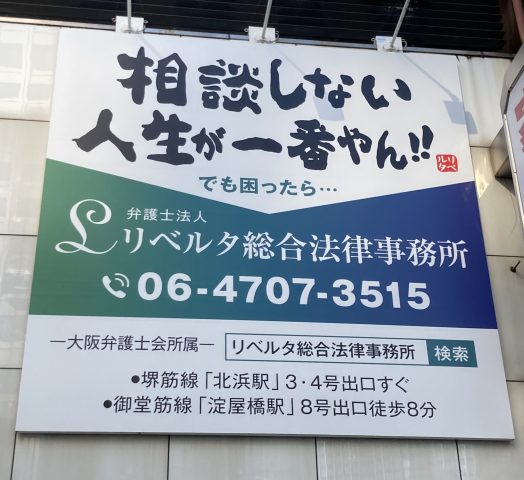 相談しない
人生が一番やん!!
リベルタ
でも困ったら…
弁護士法人
リベルタ総合法律事務所
06-4707-3515
―大阪弁護士会所属― リベルタ総合法律事務所 検索
●堺筋線「北浜駅」3・4号出口すぐ
●御堂筋線「淀屋橋駅」8号出口徒歩8分